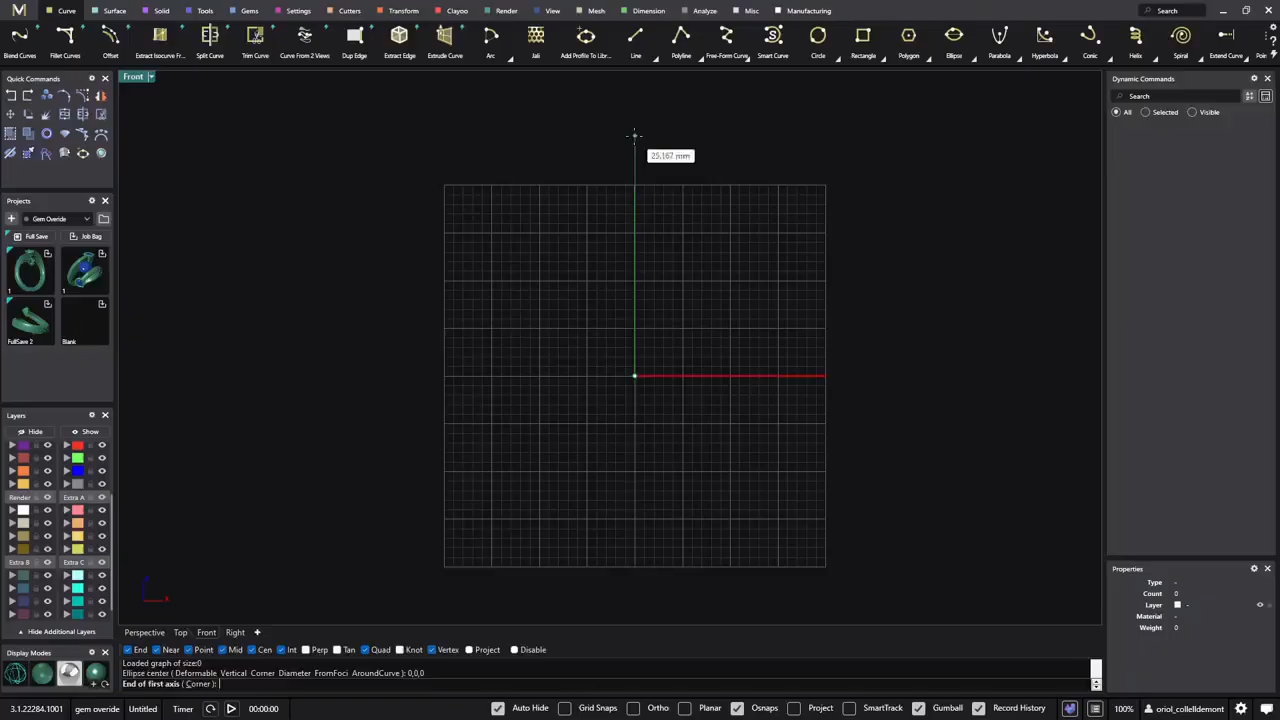 Curve Surface Solid Tools Gems Settings Cutters Transform Clayoo Render View Mesh Dimension Analyze Misc Manufacturing Search
Blend Curves Fillet Curves Offset Extract Isocurve Fr... Split Curve Trim Curve Curve From 2 Views Dup Edge Extract Edge Extrude Curve Arc Jali Add Profile To Libr... Line Polyline Free-Form Curve Smart Curve Circle Rectangle Polygon Ellipse Parabola Hyperbola Conic Helix Spiral Extend Curve Poin
Quick Commands
Front
Dynamic Commands
Search
All Selected Visible
25.167 mm
Projects
Gem Overide
Full Save Job Bag
1 1
FullSave 2 Blank
Layers
Hide Show
Render Extra A
Extra B Extra C
Hide Additional Layers
Display Modes
x
Properties
Type -
Count 0
Layer -
Material -
Weight 0
Perspective Top Front Right
End Near Point Mid Cen Int Perp Tan Quad Knot Vertex Project Disable
Loaded graph of size:0
Ellipse center ( Deformable Vertical Corner Diameter FromFoci AroundCurve ): 0,0,0
End of first axis ( Corner ):
3.1.22284.1001 gem overide Untitled Timer 00:00:00 Auto Hide Grid Snaps Ortho Planar Osnaps Project SmartTrack Gumball Record History 100% oriol_collelldemont